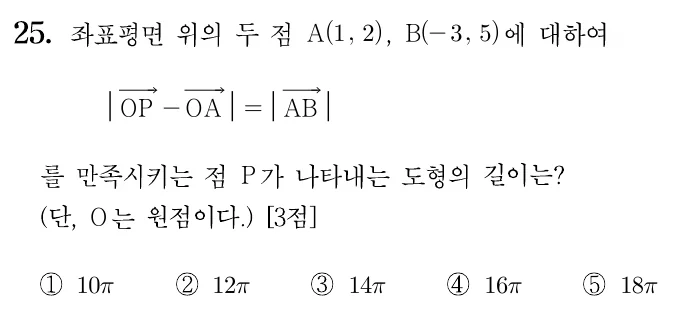 25. 좌표평면 위의 두 점 A(1, 2), B(−3, 5)에 대하여
| OP⃗ − OA⃗ | = | AB⃗ |
를 만족시키는 점 P가 나타내는 도형의 길이는?
(단, O는 원점이다.) [3점]
① 10π ② 12π ③ 14π ④ 16π ⑤ 18π